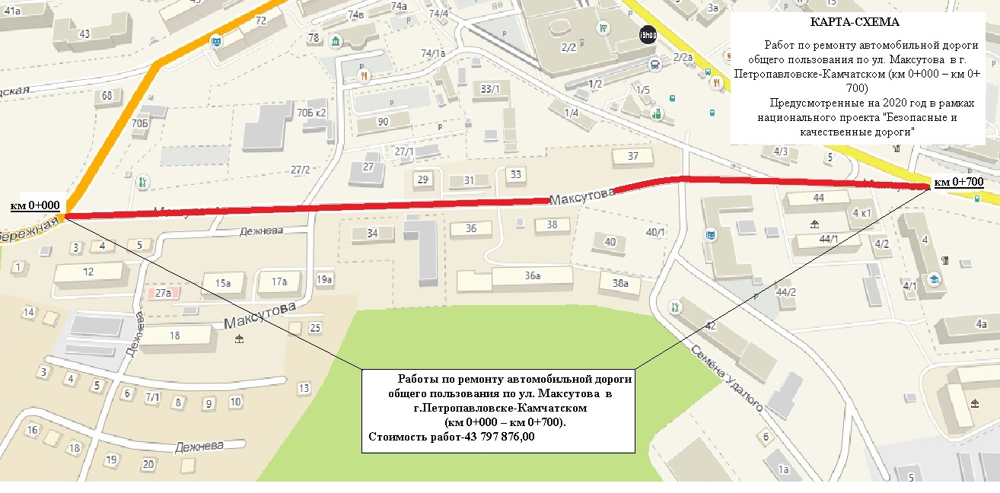 КАРТА-СХЕМА
Работ по ремонту автомобильной дороги
общего пользования по ул. Максутова в г.
Петропавловске-Камчатском (км 0+000 – км 0+
700)
Предусмотренные на 2020 год в рамках
национального проекта "Безопасные и
качественные дороги"
41а
43
72
74в
74а
74/4
78
74/1а
2/2
iShop
3а
2/2а
15
1/2
1/5
1/4
33/1
68
70Б
70Б к2
90
27/2
27/1
27
29
31
33
37
4/3
5
км 0+000
км 0+700
Максутова
Дежнева
34
36
38
40
40/1
44
4 к1
44/1
4/2
4
3
4
5
1
12
15а
17а
19а
27а
36а
38а
44/2
4/1
14
Максутова
18
25
Дежнева
42
4а
3
4
5
6
7/1
8
9
10
13
Семёна Удалого
Работы по ремонту автомобильной дороги
общего пользования по ул. Максутова в
г.Петропавловске-Камчатском
(км 0+000 – км 0+700).
Стоимость работ-43 797 876,00
16
18
19
20
Дежнева
6
1а
5